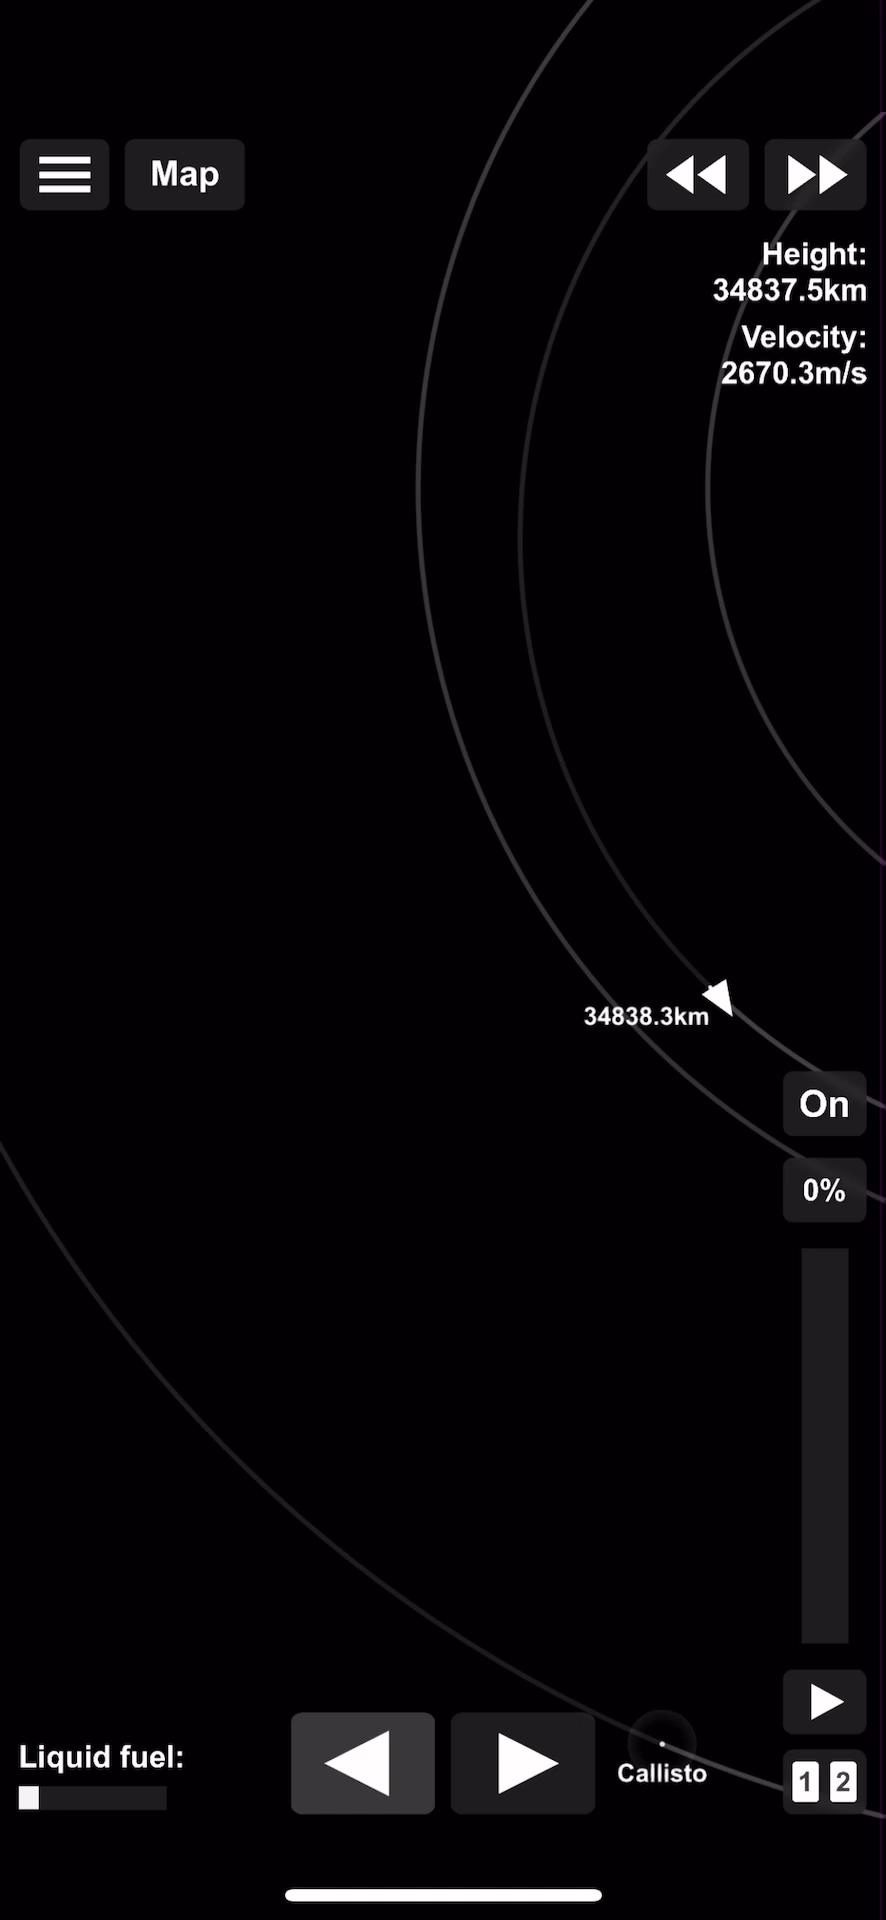 Map
Height:
34837.5km
Velocity:
2670.3m/s
34838.3km
On
0%
Liquid fuel:
Callisto
1 2